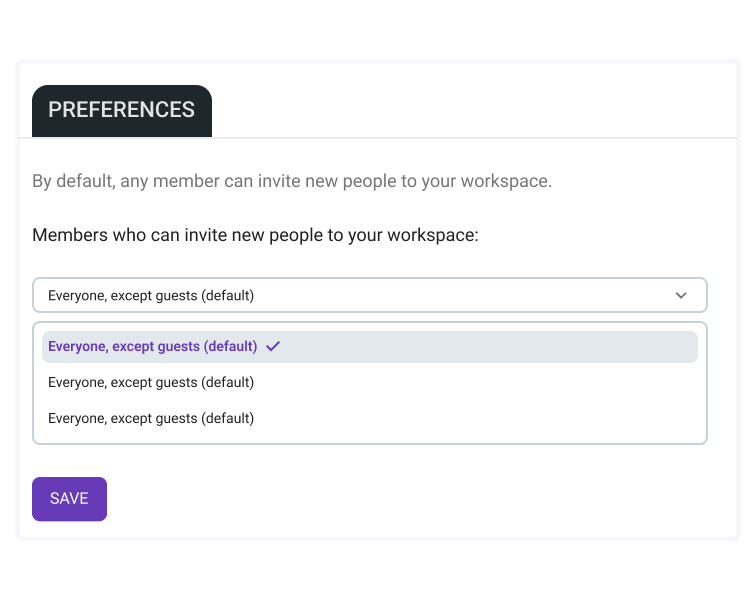 PREFERENCES
By default, any member can invite new people to your workspace.
Members who can invite new people to your workspace:
Everyone, except guests (default)
Everyone, except guests (default)
Everyone, except guests (default)
Everyone, except guests (default)
SAVE